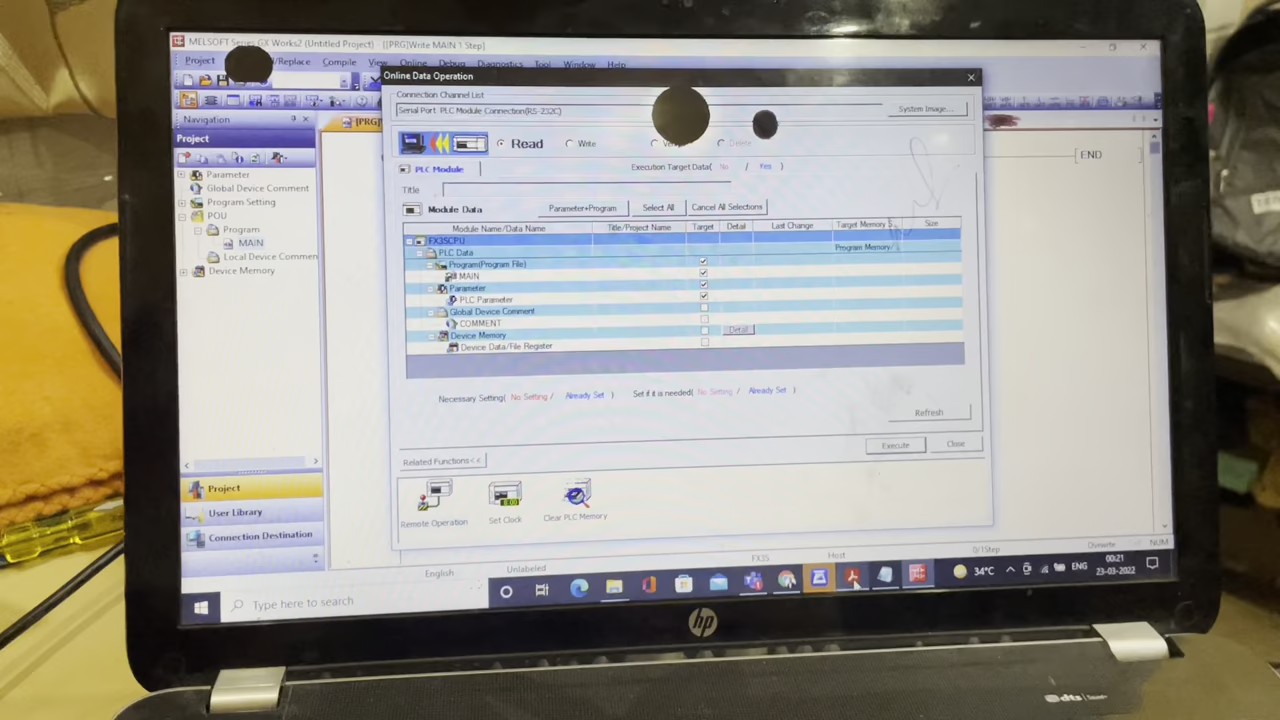 MELSOFT Series GX Works2 (Untitled Project) - [[PRG]Write MAIN 1 Step]
Project /Replace Compile View Online Debug Diagnostics Tool Window Help
Online Data Operation
Connection Channel List
Serial Port PLC Module Connection(RS-232C)
System Image...
Read Write Delete
PLC Module
Execution Target Data( No / Yes )
Title
Module Data
Parameter+Program Select All Cancel All Selections
Module Name/Data Name Title/Project Name Target Detail Last Change Target Memory Size
FX3SCPU
PLC Data Program Memory/
Program(Program File)
MAIN
Parameter
PLC Parameter
Global Device Comment
COMMENT
Device Memory Detail
Device Data/File Register
Necessary Setting( No Setting / Already Set ) Set if it is needed( No Setting / Already Set )
Refresh
Execute Close
Related Functions<<
Remote Operation Set Clock Clear PLC Memory
Navigation
Project
Parameter
Global Device Comment
Program Setting
POU
Program
MAIN
Local Device Commen
Device Memory
Project
User Library
Connection Destination
[PRG]
END
English Unlabeled FX3S Host 0/1Step Overwrite NUM
Type here to search
34°C ENG 00:21
23-03-2022
hp
dts